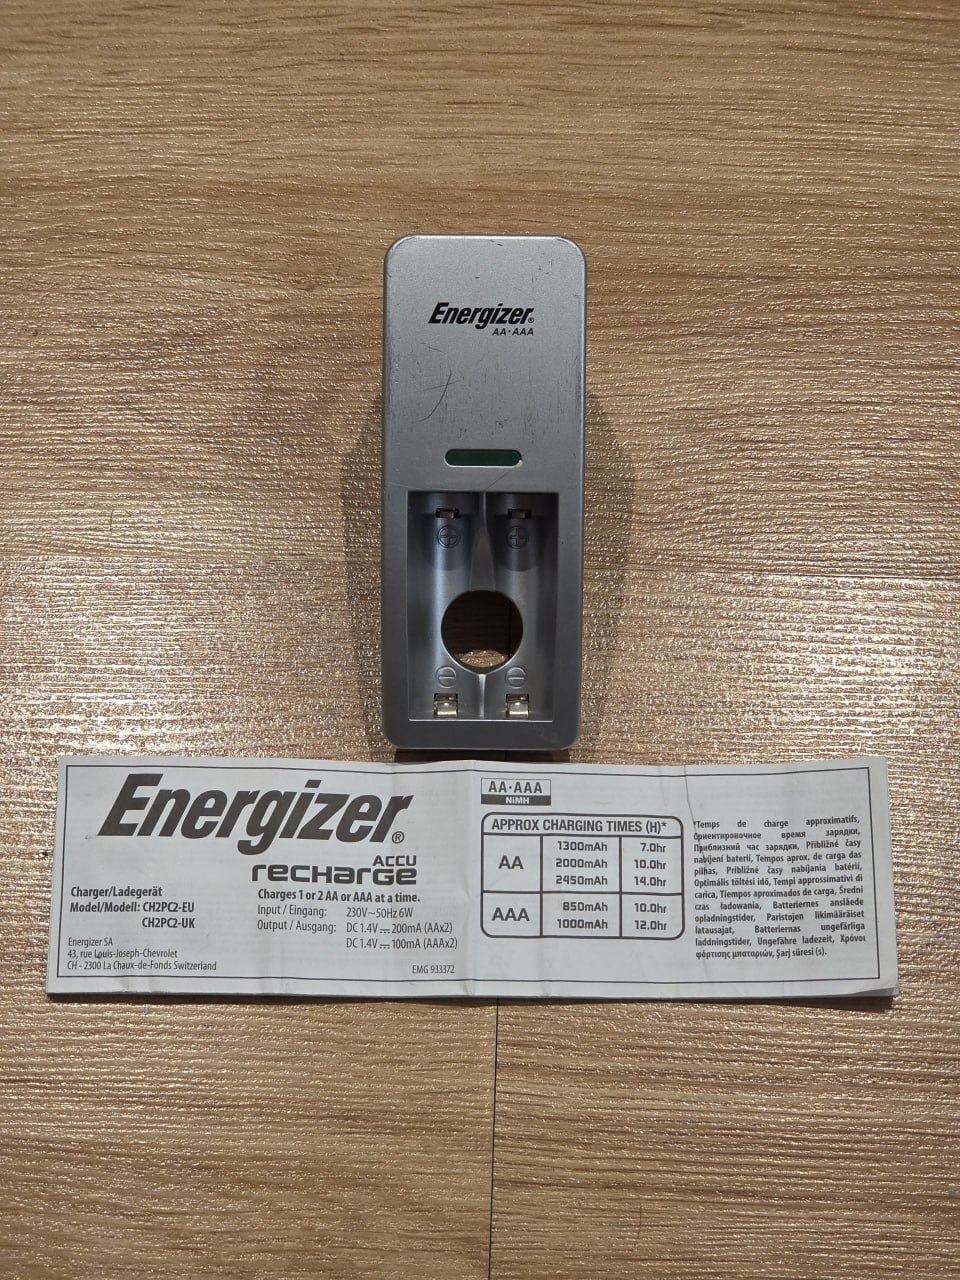 Energizer®
AA•AAA
Energizer®
ACCU
recharge
Charger/Ladegerät
Model/Modell: CH2PC2-EU
CH2PC2-UK
Energizer SA
43, rue Louis-Joseph-Chevrolet
CH - 2300 La Chaux-de-Fonds Switzerland
Charges 1 or 2 AA or AAA at a time.
Input / Eingang: 230V~50Hz 6W
Output / Ausgang: DC 1.4V ⎓ 200mA (AAx2)
DC 1.4V ⎓ 100mA (AAAx2)
EMG 933372
AA•AAA
NiMH
APPROX CHARGING TIMES (H)*
AA
1300mAh 7.0hr
2000mAh 10.0hr
2450mAh 14.0hr
AAA
850mAh 10.0hr
1000mAh 12.0hr
*Temps de charge approximatifs,
Ориентировочное время зарядки,
Приблизний час зарядки, Přibližné časy
nabíjení baterií, Tempos aprox. de carga das
pilhas, Približné časy nabíjania batérií,
Optimális töltési idő, Tempi approssimativi di
carica, Tiempos aproximados de carga, Średni
czas ładowania, Batteriernes anslåede
opladningstider, Paristojen likimääräiset
latausajat, Batteriernas ungefärliga
laddningstider, Ungefähre ladezeit, Χρόνοι
φόρτισης μπαταριών, Şarj süresi (s).